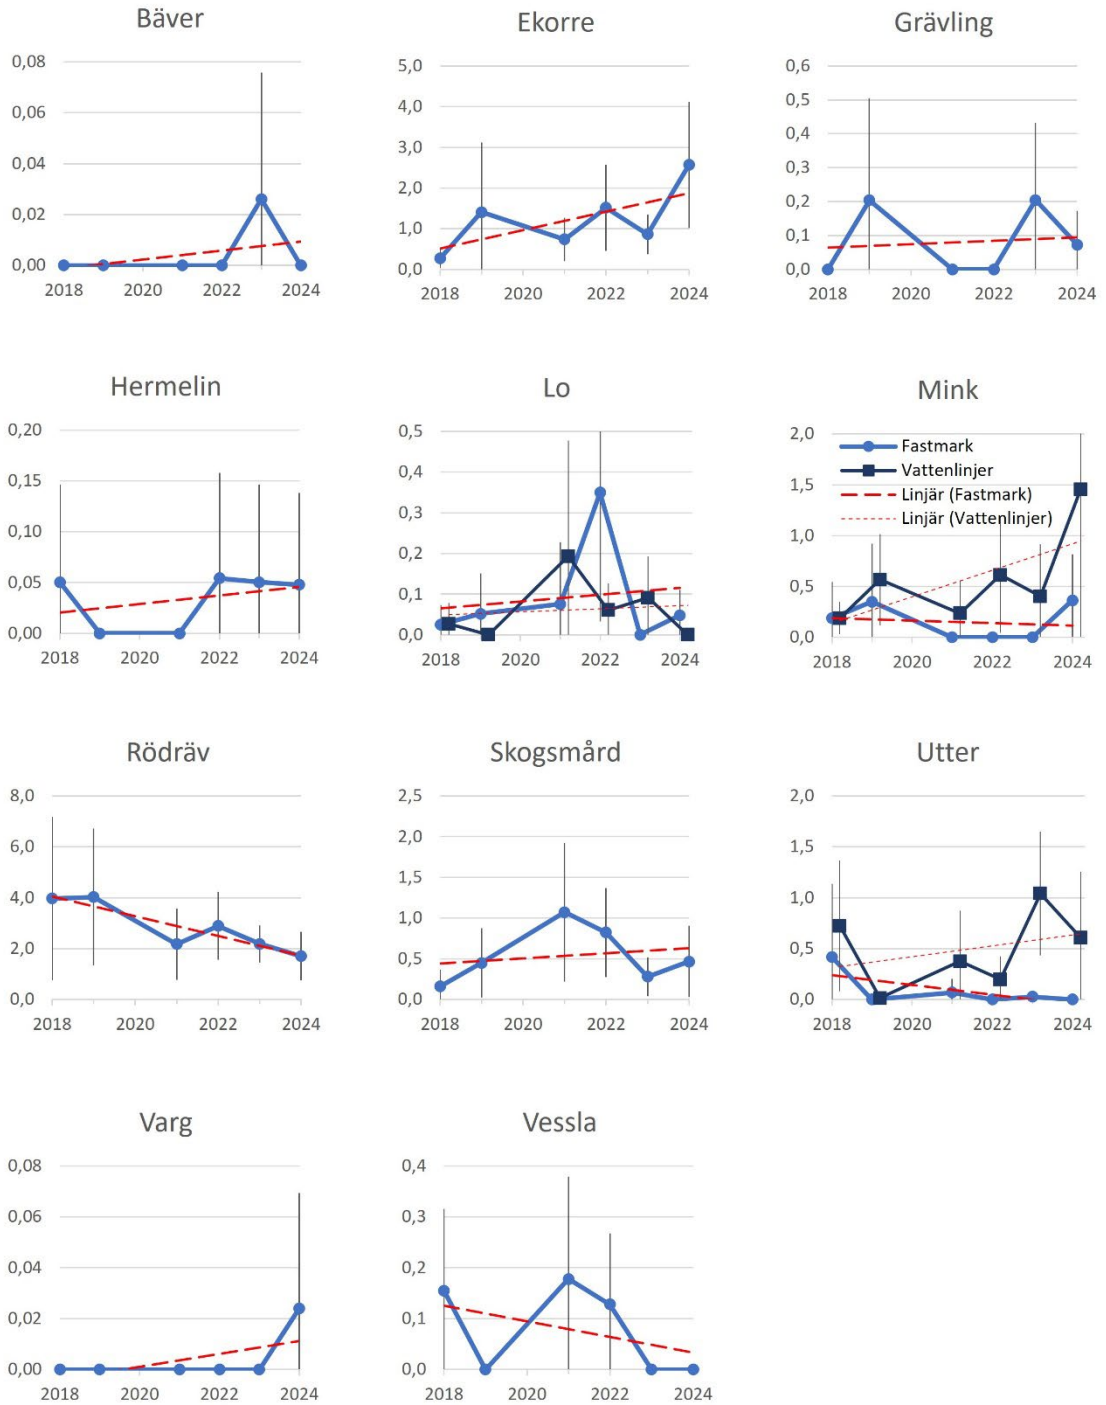 Bäver
0,08
0,06
0,04
0,02
0,00
2018 2020 2022 2024
Ekorre
5,0
4,0
3,0
2,0
1,0
0,0
2018 2020 2022 2024
Grävling
0,6
0,5
0,4
0,3
0,2
0,1
0,0
2018 2020 2022 2024
Hermelin
0,20
0,15
0,10
0,05
0,00
2018 2020 2022 2024
Lo
0,5
0,4
0,3
0,2
0,1
0,0
2018 2020 2022 2024
Mink
2,0
1,5
1,0
0,5
0,0
Fastmark
Vattenlinjer
Linjär (Fastmark)
Linjär (Vattenlinjer)
2018 2020 2022 2024
Rödräv
8,0
6,0
4,0
2,0
0,0
2018 2020 2022 2024
Skogsmård
2,5
2,0
1,5
1,0
0,5
0,0
2018 2020 2022 2024
Utter
2,0
1,5
1,0
0,5
0,0
2018 2020 2022 2024
Varg
0,08
0,06
0,04
0,02
0,00
2018 2020 2022 2024
Vessla
0,4
0,3
0,2
0,1
0,0
2018 2020 2022 2024